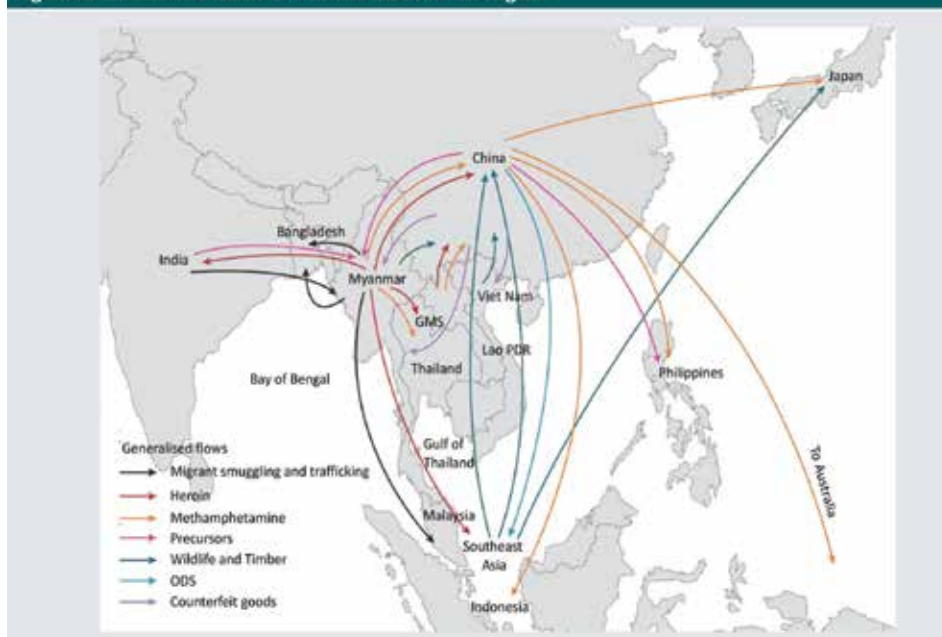 Japan
China
Bangladesh
India
Myanmar
Viet Nam
GMS
Lao PDR
Thailand
Philippines
Bay of Bengal
Gulf of
Thailand
To Australia
Malaysia
Southeast
Asia
Indonesia
Generalised flows
Migrant smuggling and trafficking
Heroin
Methamphetamine
Precursors
Wildlife and Timber
ODS
Counterfeit goods